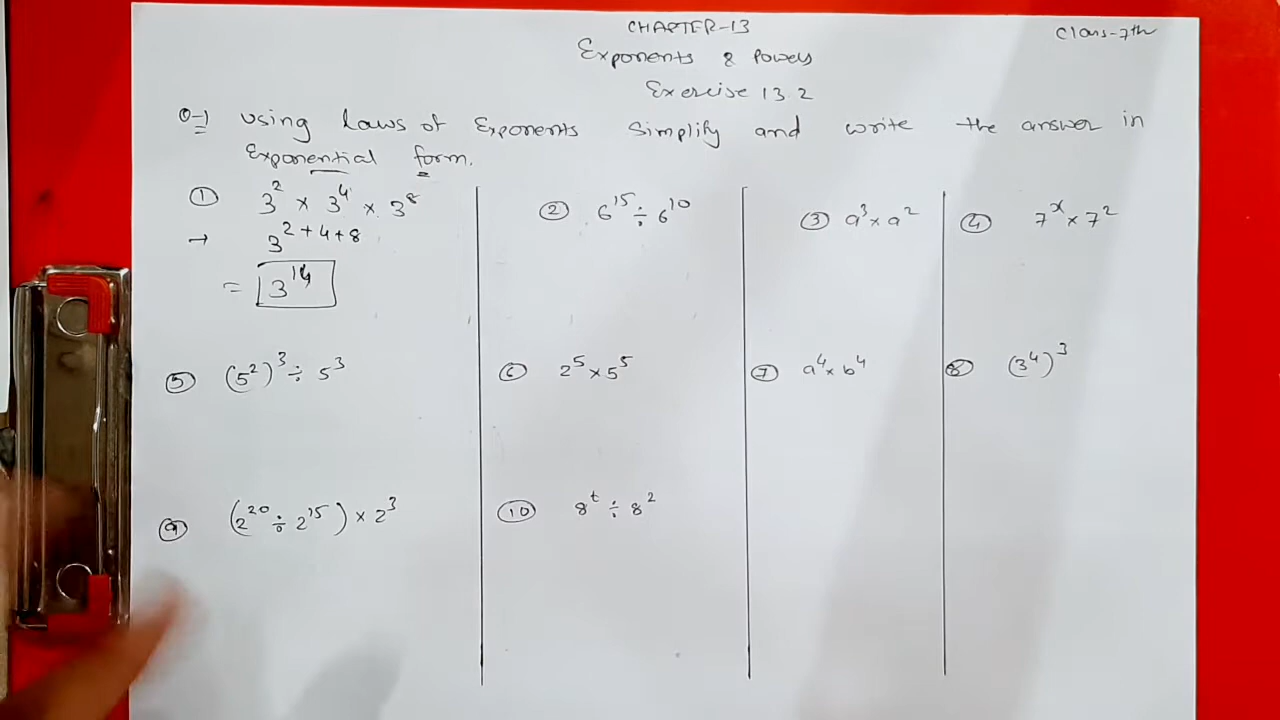 CHAPTER-13
Class-7th
Exponents & Powers
Exercise 13.2
Q-1 Using laws of Exponents Simplify and write the answer in
Exponential form.
① 3² × 3⁴ × 3⁸
② 6¹⁵ ÷ 6¹⁰
③ a³ × a²
④ 7ˣ × 7²
→ 3²⁺⁴⁺⁸
= 3¹⁴
⑤ (5²)³ ÷ 5³
⑥ 2⁵ × 5⁵
⑦ a⁴ × b⁴
⑧ (3⁴)³
⑨ (2²⁰ ÷ 2¹⁵) × 2³
⑩ 8ᵗ ÷ 8²